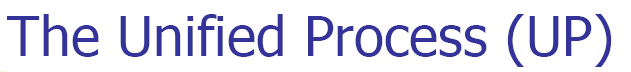 The Unified Process (UP)